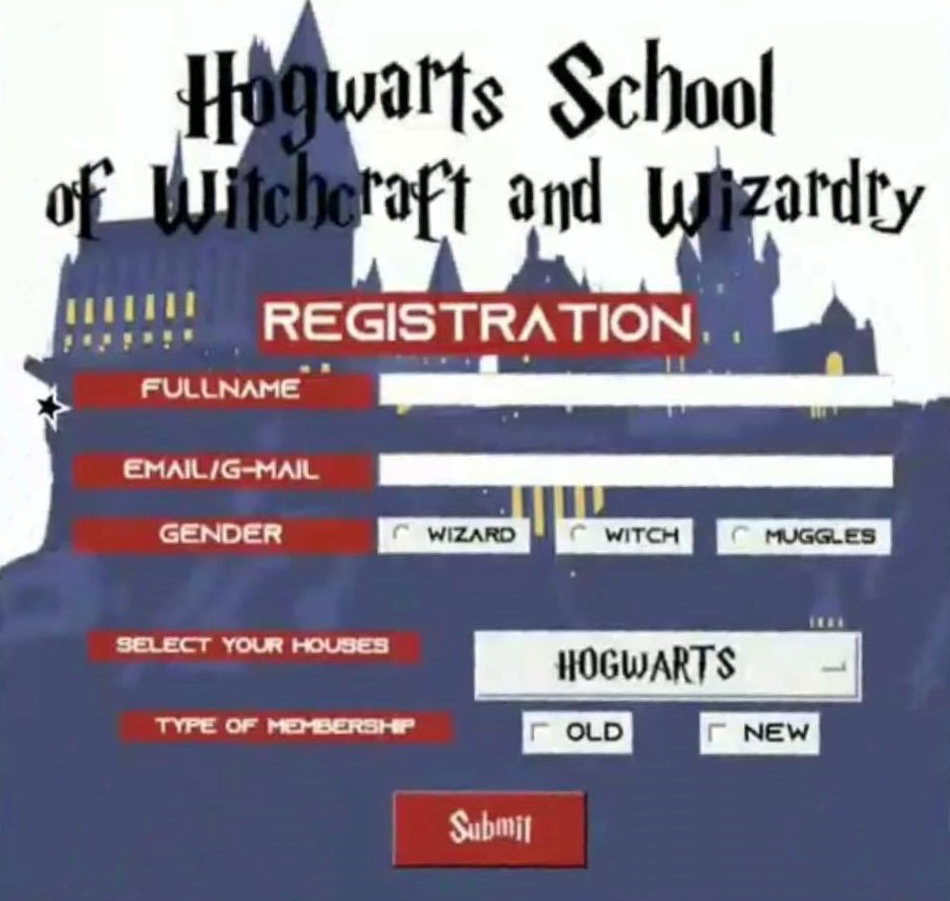 Hogwarts School
of Witchcraft and Wizardry
REGISTRATION
FULLNAME
EMAIL/G-MAIL
GENDER WIZARD WITCH MUGGLES
SELECT YOUR HOUSES HOGWARTS
TYPE OF MEMBERSHIP OLD NEW
Submit